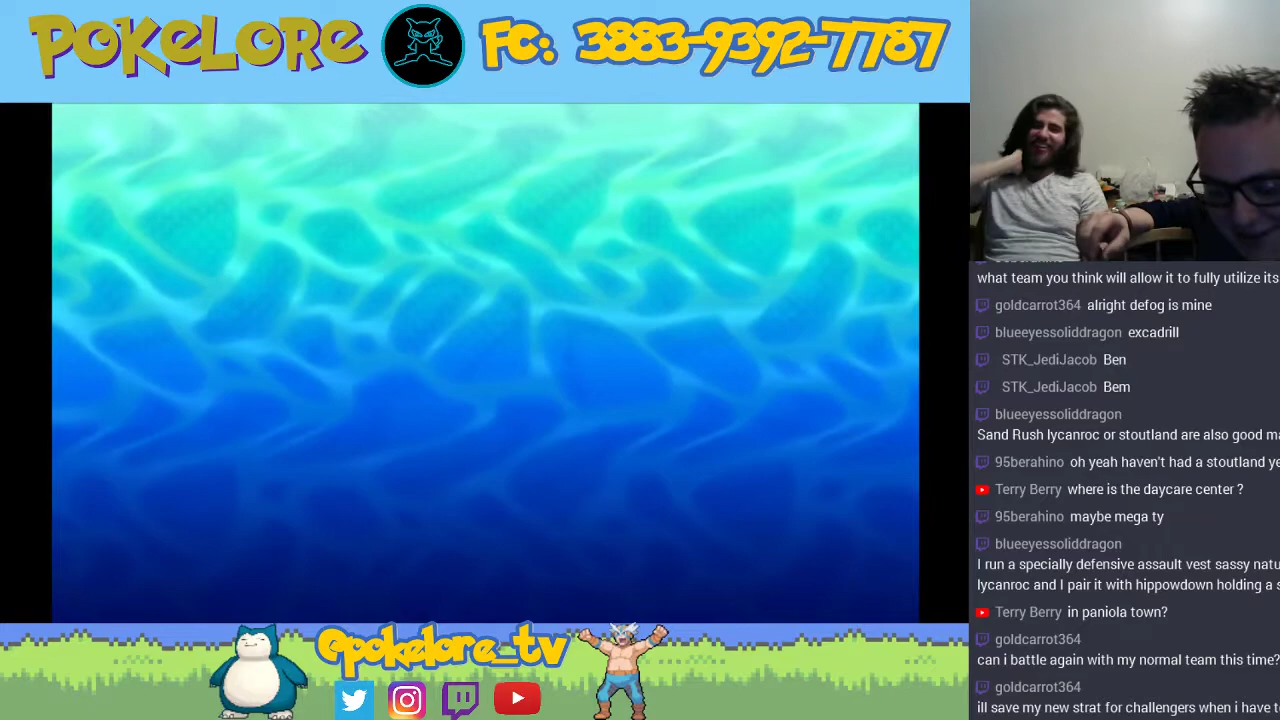 POKELORE FC: 3883-9392-7787
what team you think will allow it to fully utilize its
goldcarrot364 alright defog is mine
blueeyessoliddragon excadrill
STK_JediJacob Ben
STK_JediJacob Bem
blueeyessoliddragon
Sand Rush lycanroc or stoutland are also good
95berahino oh yeah haven't had a stoutland
Terry Berry where is the daycare center ?
95berahino maybe mega ty
blueeyessoliddragon
I run a specially defensive assault vest sassy
lycanroc and I pair it with hippowdown holding a
Terry Berry in paniola town?
goldcarrot364
can i battle again with my normal team this time?
goldcarrot364
ill save my new strat for challengers when i have
@pokelore_tv